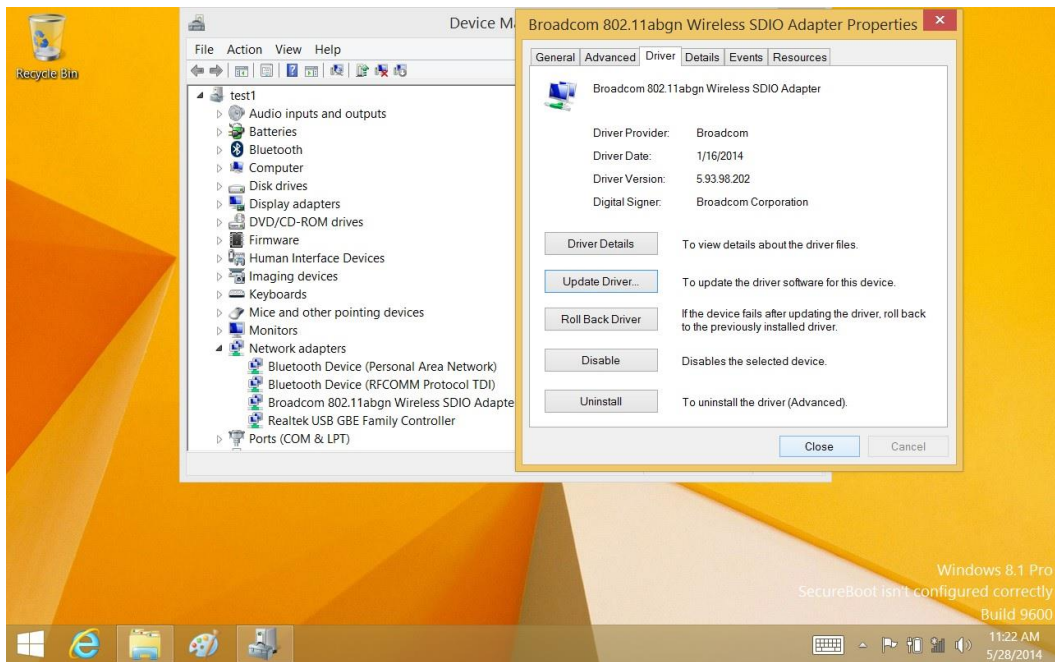 Recycle Bin
Device Ma
File Action View Help
test1
Audio inputs and outputs
Batteries
Bluetooth
Computer
Disk drives
Display adapters
DVD/CD-ROM drives
Firmware
Human Interface Devices
Imaging devices
Keyboards
Mice and other pointing devices
Monitors
Network adapters
Bluetooth Device (Personal Area Network)
Bluetooth Device (RFCOMM Protocol TDI)
Broadcom 802.11abgn Wireless SDIO Adapte
Realtek USB GBE Family Controller
Ports (COM & LPT)
Broadcom 802.11abgn Wireless SDIO Adapter Properties
General Advanced Driver Details Events Resources
Broadcom 802.11abgn Wireless SDIO Adapter
Driver Provider: Broadcom
Driver Date: 1/16/2014
Driver Version: 5.93.98.202
Digital Signer: Broadcom Corporation
Driver Details To view details about the driver files.
Update Driver... To update the driver software for this device.
Roll Back Driver If the device fails after updating the driver, roll back
to the previously installed driver.
Disable Disables the selected device.
Uninstall To uninstall the driver (Advanced).
Close Cancel
Windows 8.1 Pro
SecureBoot isn't configured correctly
Build 9600
11:22 AM
5/28/2014